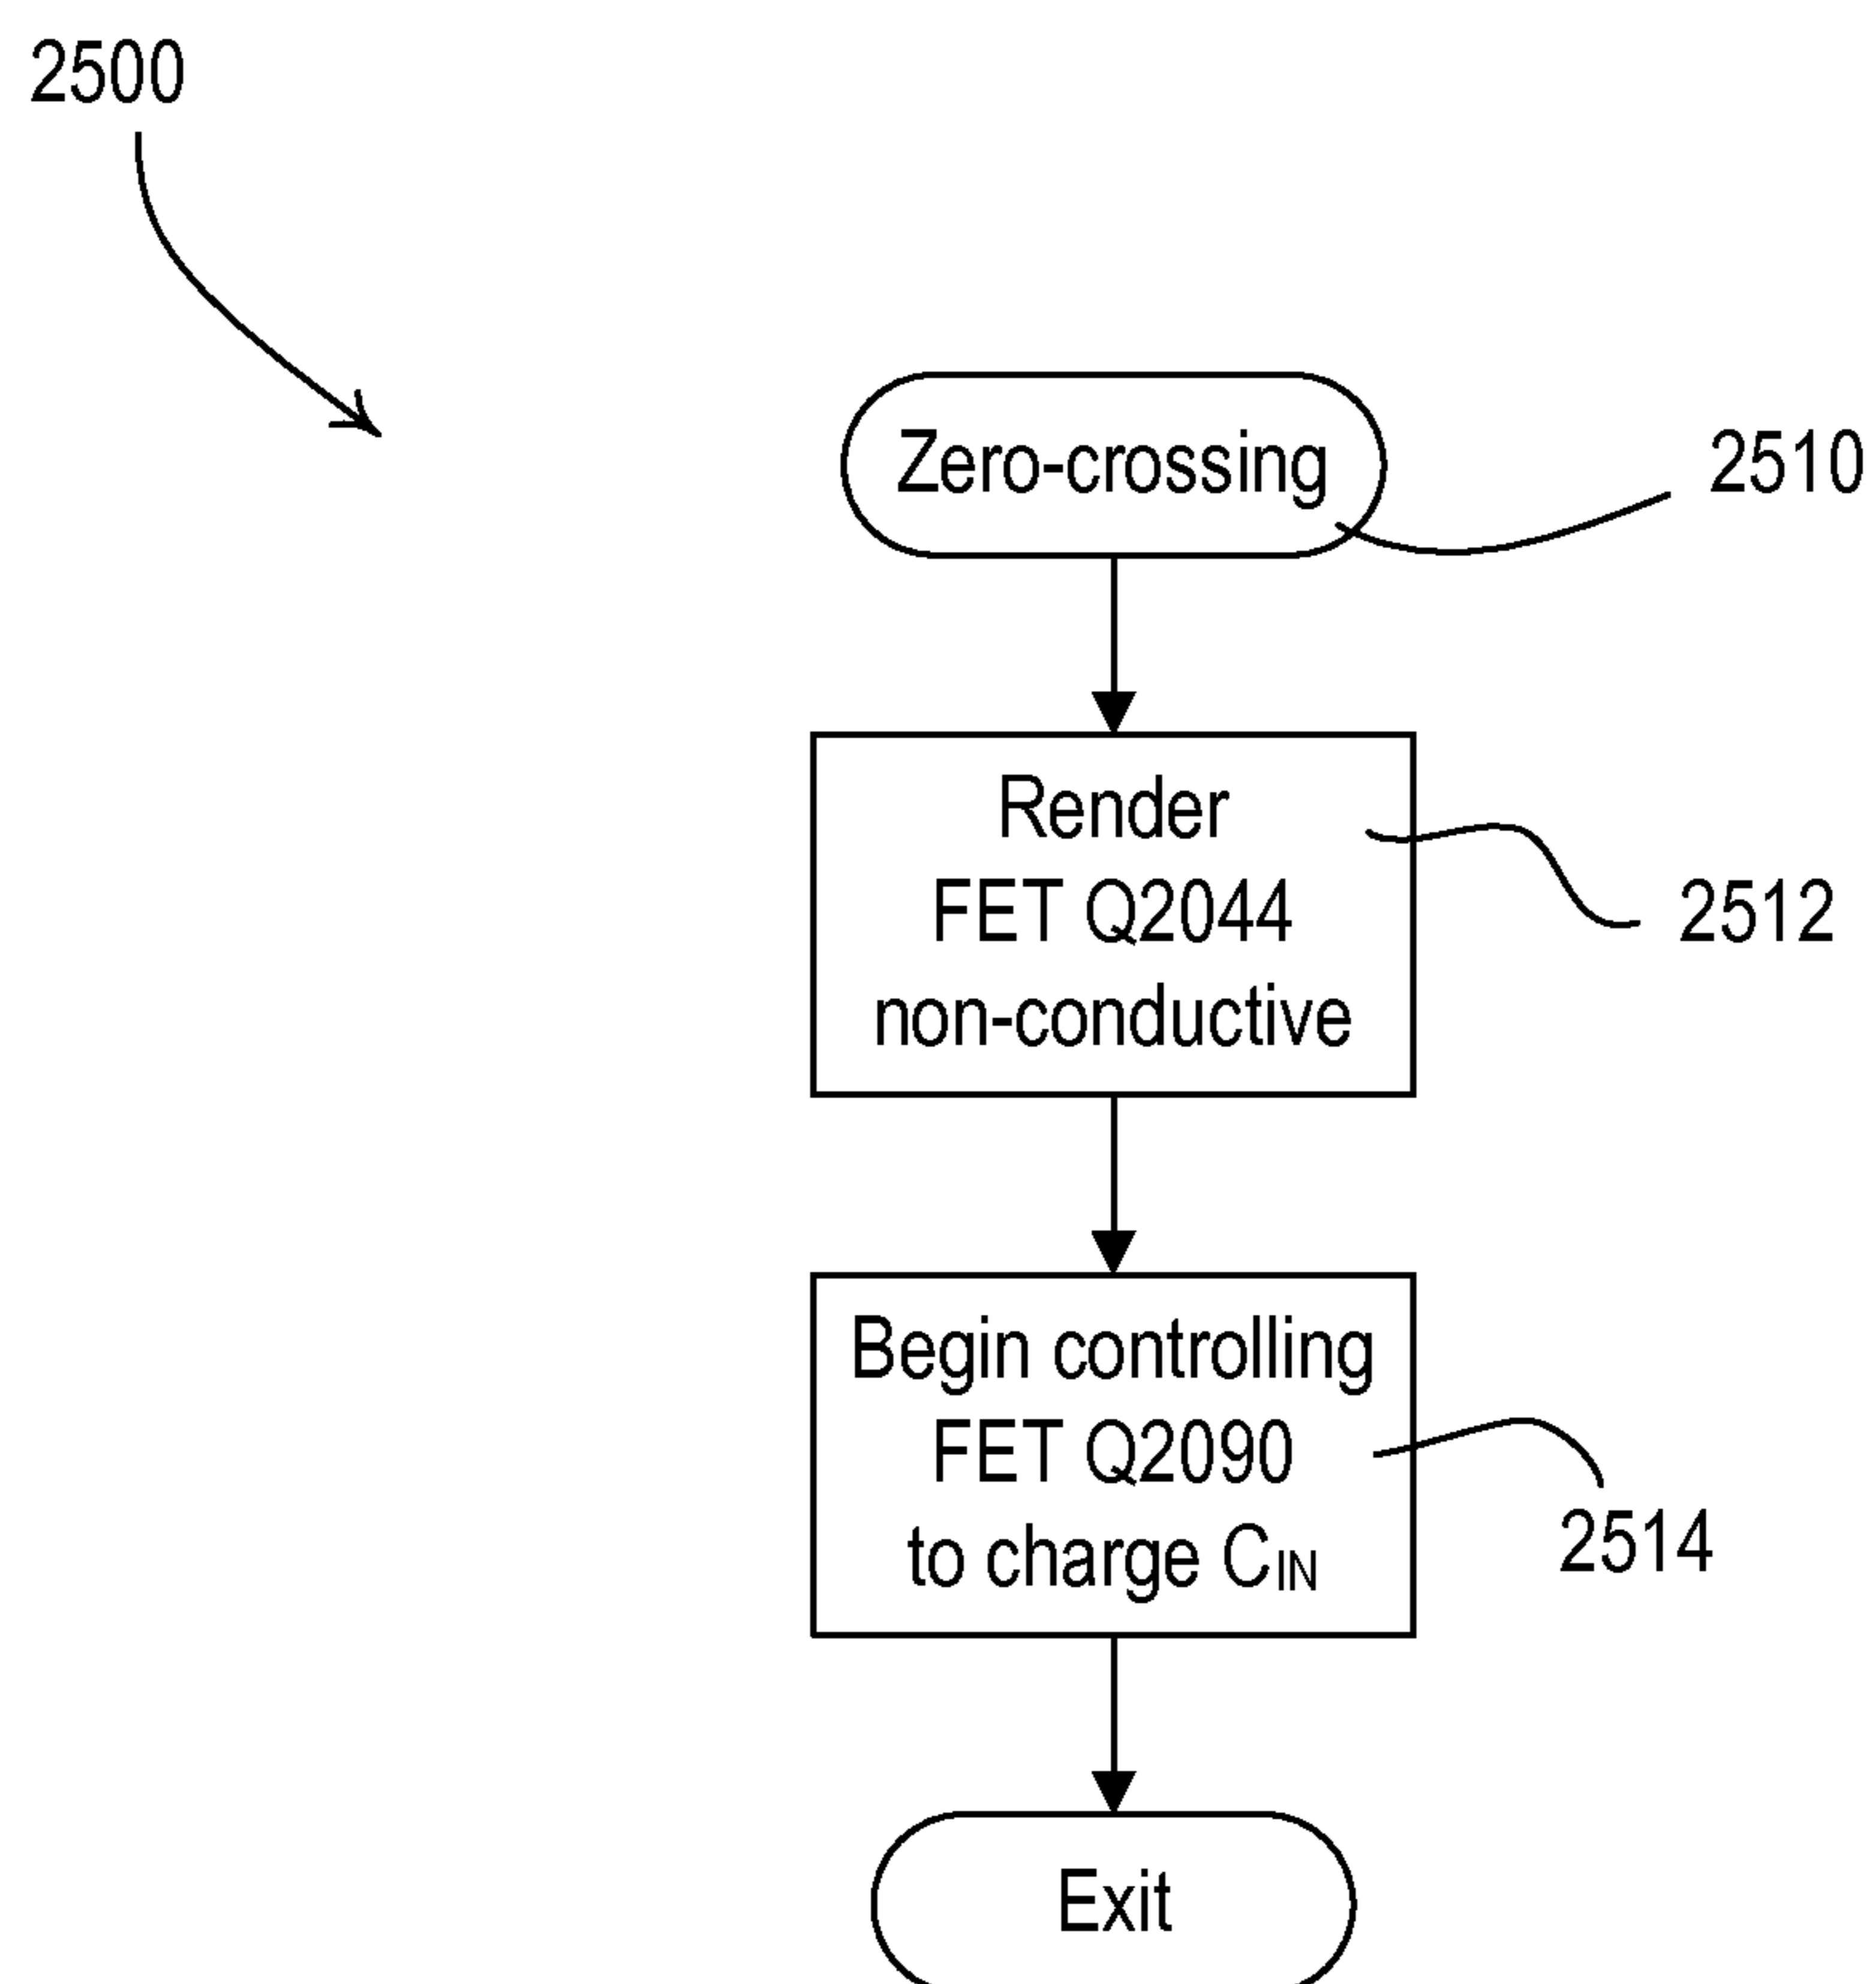 2500
Zero-crossing
2510
Render
FET Q2044
non-conductive
2512
Begin controlling
FET Q2090
to charge CIN
2514
Exit